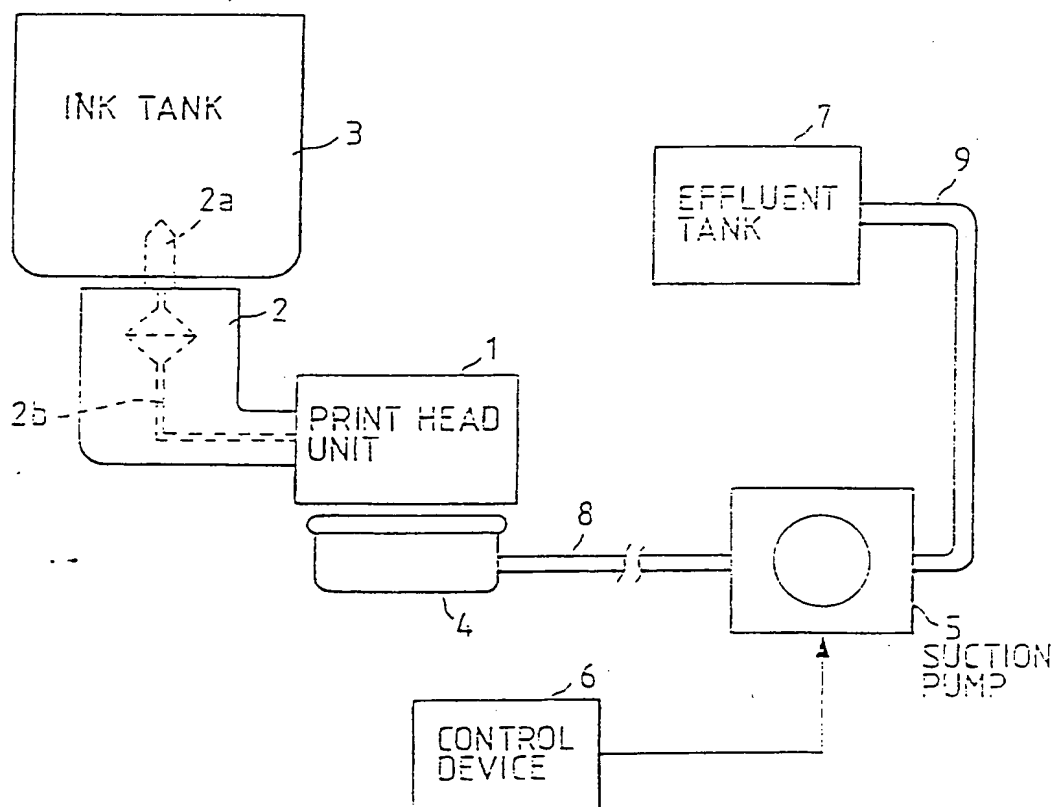 INK TANK
3
2a
2
2b
1
PRINT HEAD
UNIT
7
EFFLUENT
TANK
9
8
4
5
SUCTION
PUMP
6
CONTROL
DEVICE